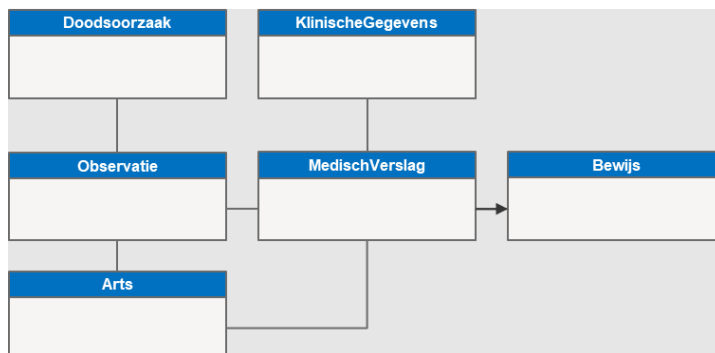 Doodsoorzaak
KlinischeGegevens
Observatie
MedischVerslag
Bewijs
Arts